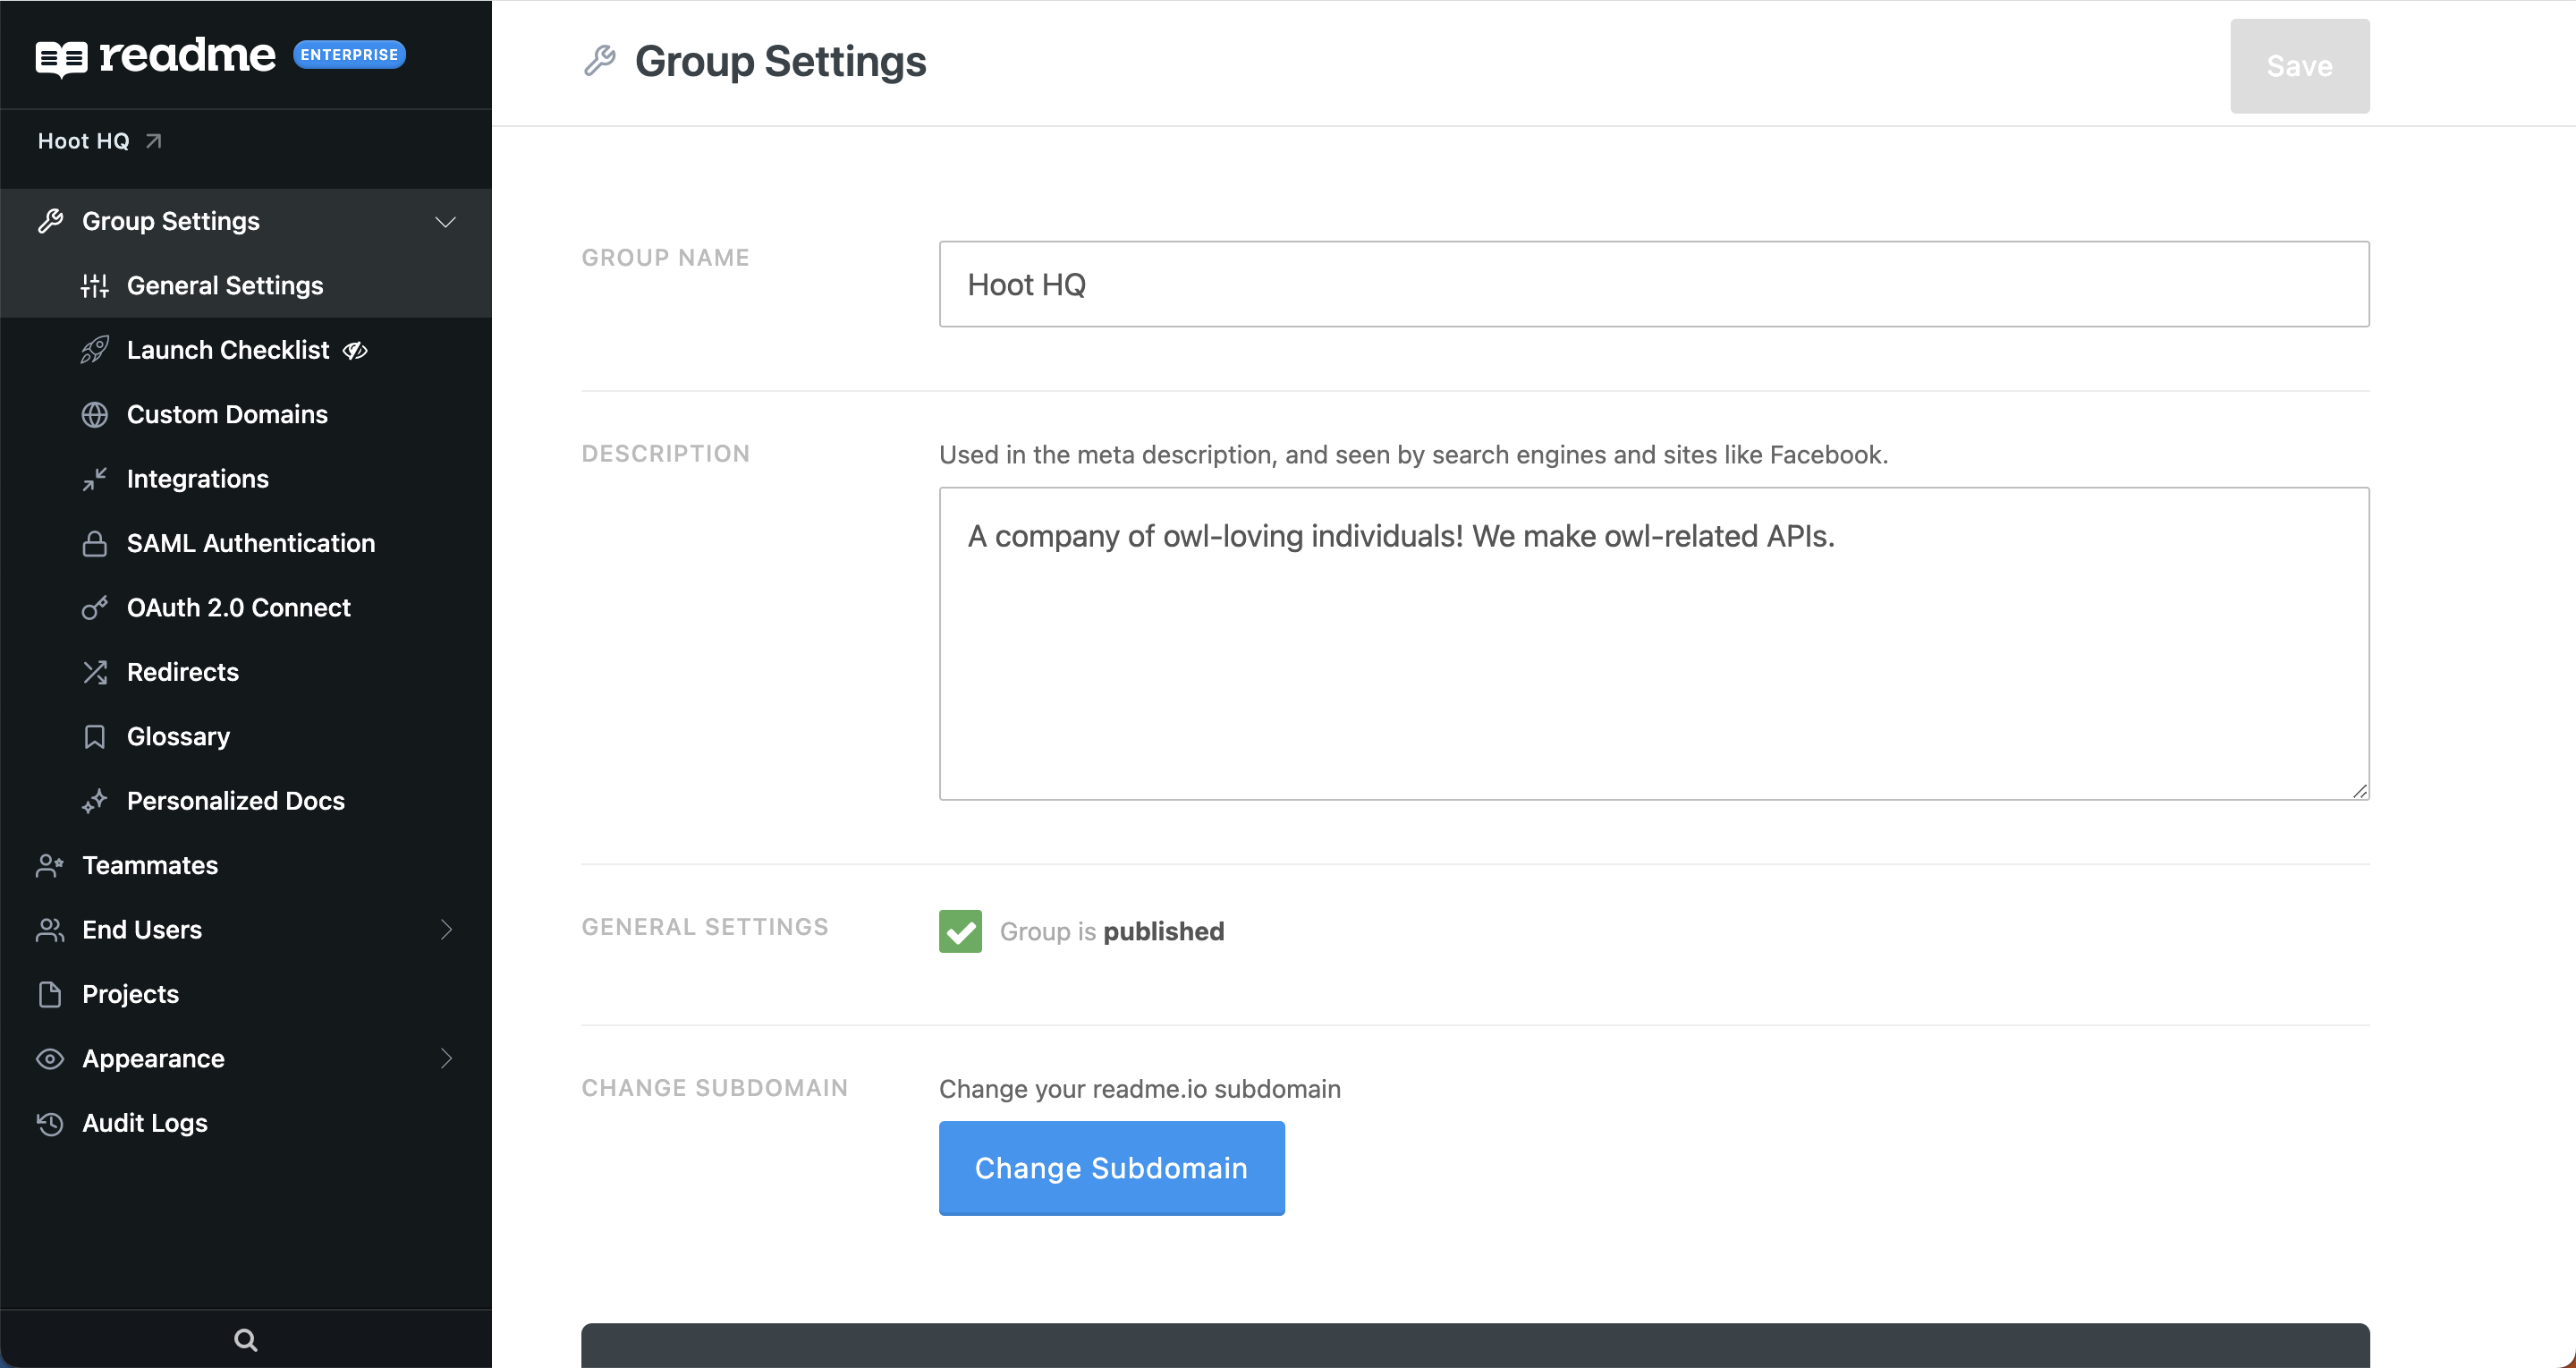 readme ENTERPRISE
Hoot HQ
Group Settings
General Settings
Launch Checklist
Custom Domains
Integrations
SAML Authentication
OAuth 2.0 Connect
Redirects
Glossary
Personalized Docs
Teammates
End Users
Projects
Appearance
Audit Logs
Group Settings
Save
GROUP NAME
Hoot HQ
DESCRIPTION
Used in the meta description, and seen by search engines and sites like Facebook.
A company of owl-loving individuals! We make owl-related APIs.
GENERAL SETTINGS
Group is published
CHANGE SUBDOMAIN
Change your readme.io subdomain
Change Subdomain